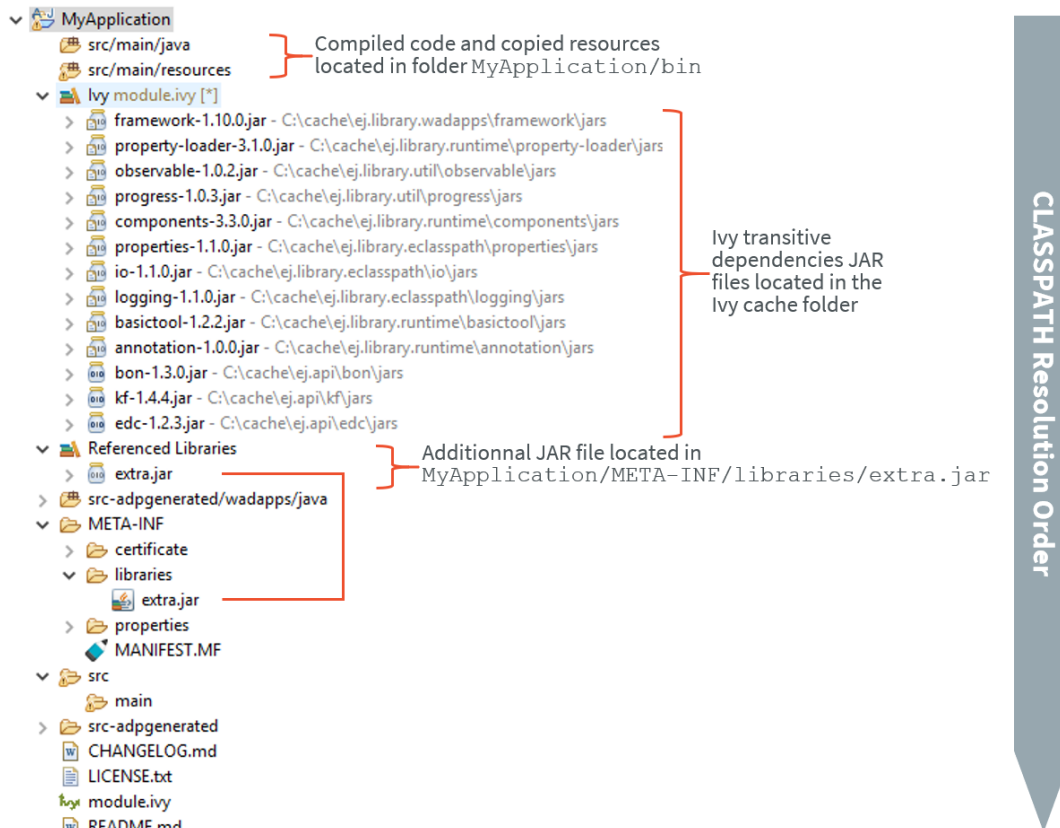 MyApplication
src/main/java
src/main/resources
Compiled code and copied resources
located in folder MyApplication/bin
Ivy module.ivy [*]
framework-1.10.0.jar - C:\cache\ej.library.wadapps\framework\jars
property-loader-3.1.0.jar - C:\cache\ej.library.runtime\property-loader\jars
observable-1.0.2.jar - C:\cache\ej.library.util\observable\jars
progress-1.0.3.jar - C:\cache\ej.library.util\progress\jars
components-3.3.0.jar - C:\cache\ej.library.runtime\components\jars
properties-1.1.0.jar - C:\cache\ej.library.eclasspath\properties\jars
io-1.1.0.jar - C:\cache\ej.library.eclasspath\io\jars
logging-1.1.0.jar - C:\cache\ej.library.eclasspath\logging\jars
basictool-1.2.2.jar - C:\cache\ej.library.runtime\basictool\jars
annotation-1.0.0.jar - C:\cache\ej.library.runtime\annotation\jars
bon-1.3.0.jar - C:\cache\ej.api\bon\jars
kf-1.4.4.jar - C:\cache\ej.api\kf\jars
edc-1.2.3.jar - C:\cache\ej.api\edc\jars
Ivy transitive
dependencies JAR
files located in the
Ivy cache folder
Referenced Libraries
extra.jar
Additionnal JAR file located in
MyApplication/META-INF/libraries/extra.jar
src-adpgenerated/wadapps/java
META-INF
certificate
libraries
extra.jar
properties
MANIFEST.MF
src
main
src-adpgenerated
CHANGELOG.md
LICENSE.txt
module.ivy
README.md
CLASSPATH Resolution Order